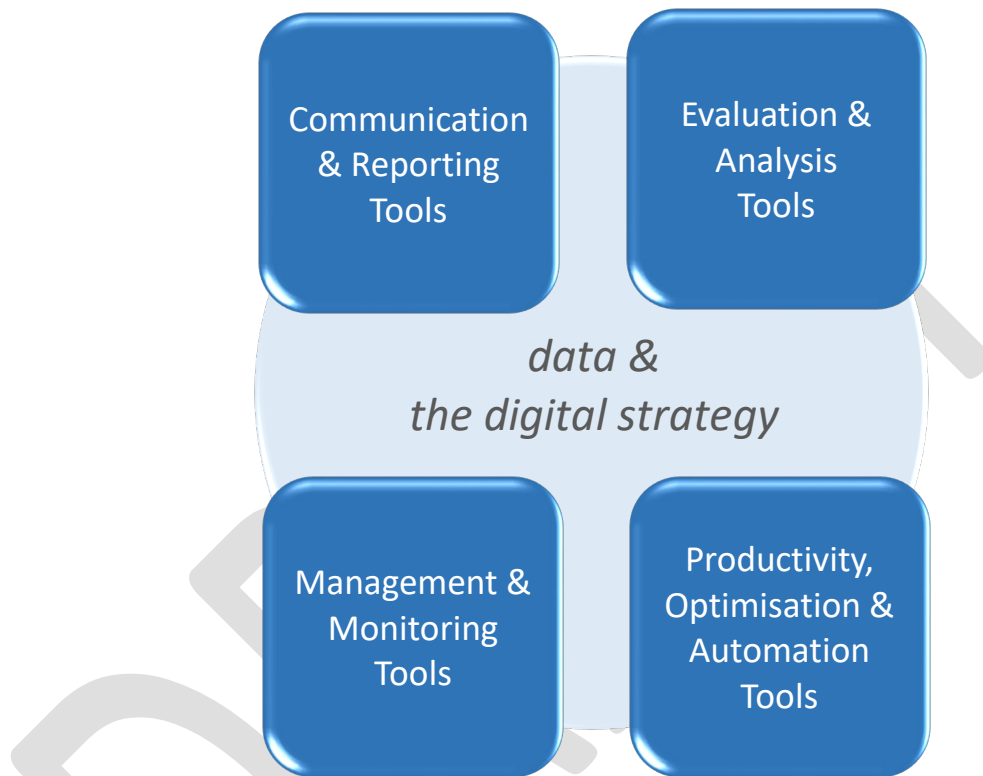 Communication
& Reporting
Tools
Evaluation &
Analysis
Tools
data &
the digital strategy
Management &
Monitoring
Tools
Productivity,
Optimisation &
Automation
Tools